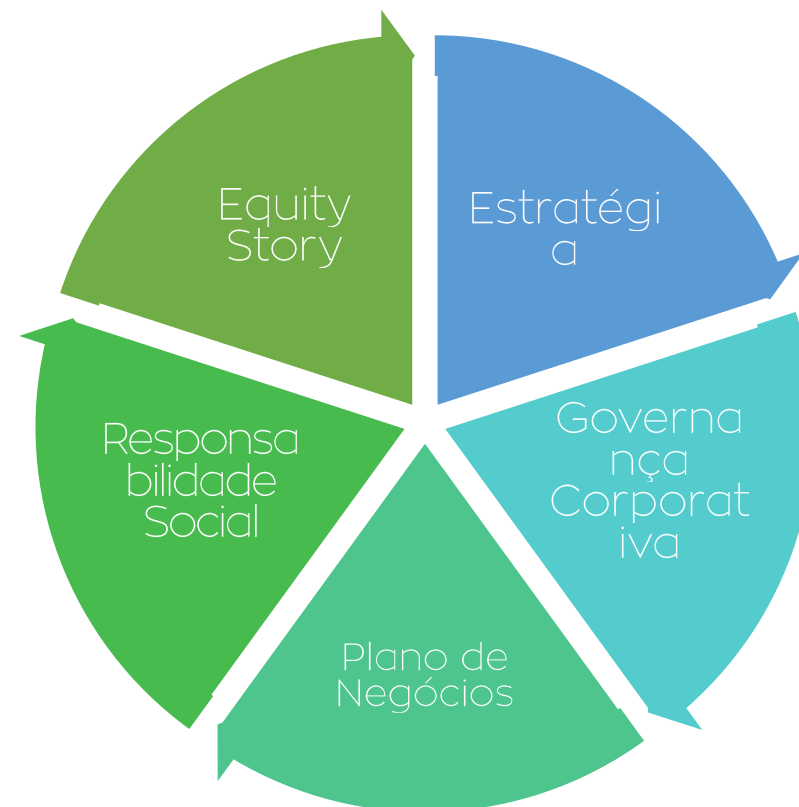 Equity
Story
Estratégi
a
Governa
nça
Corporat
iva
Plano de
Negócios
Responsa
bilidade
Social